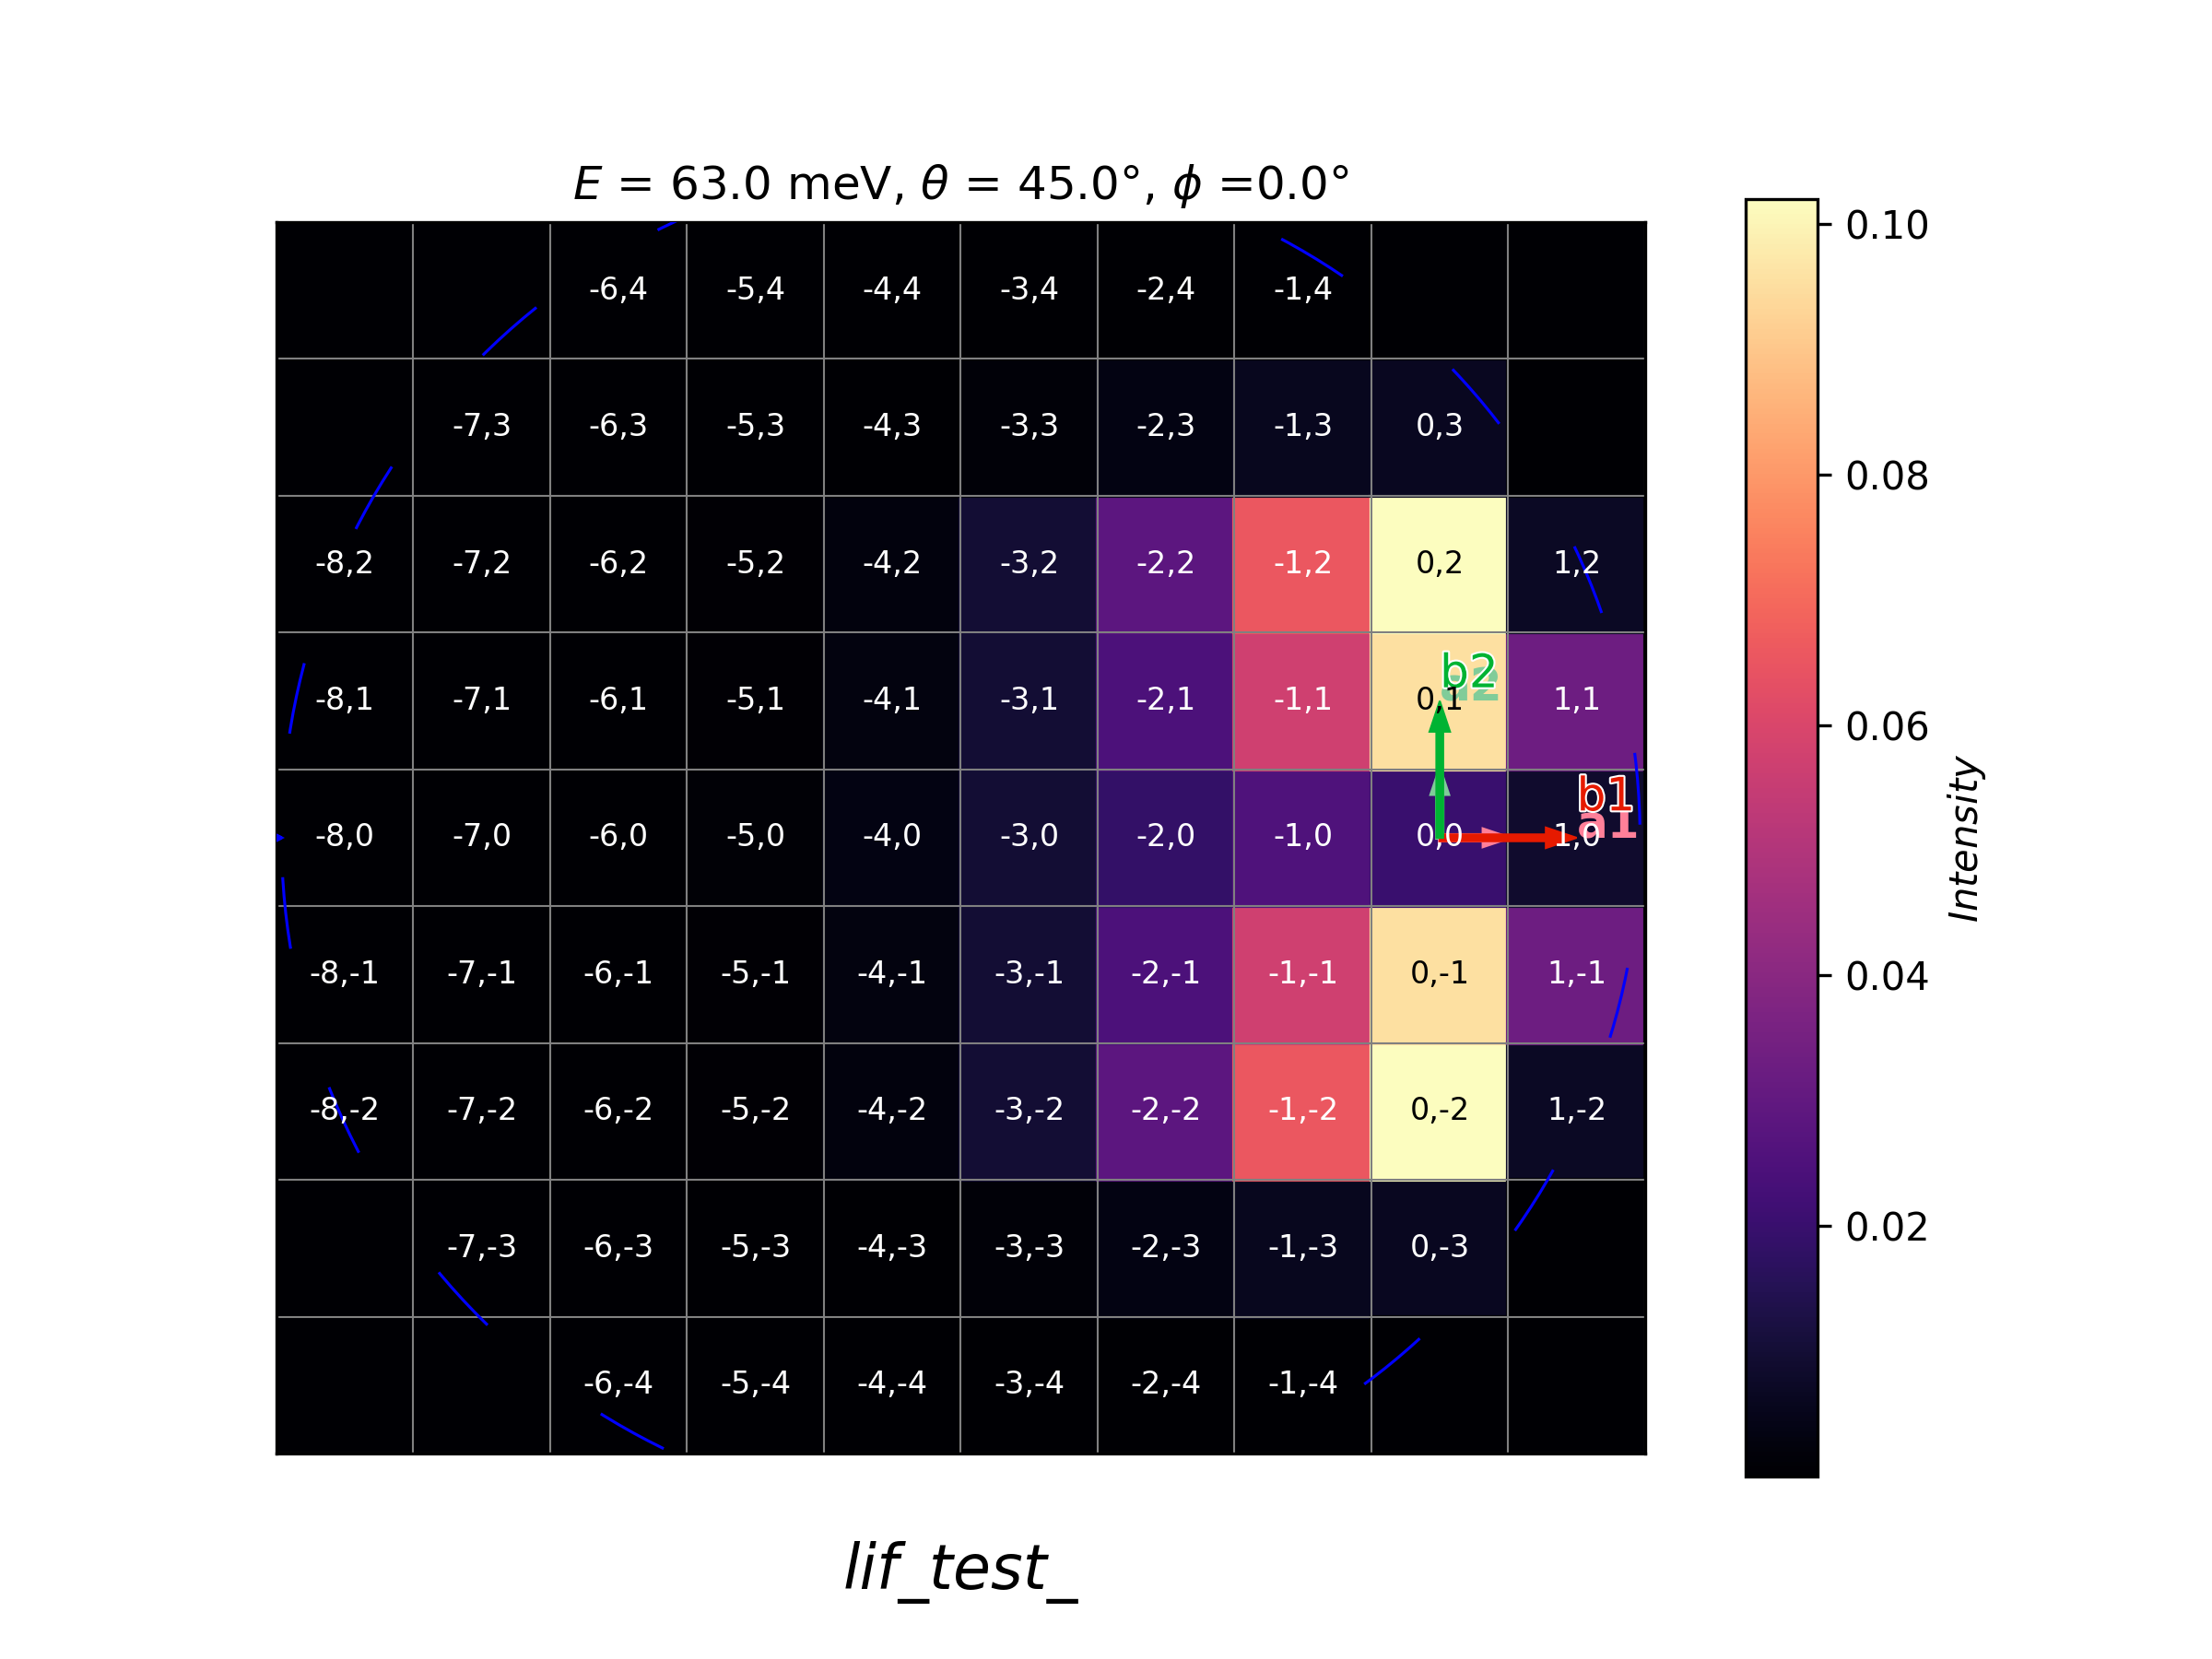 E = 63.0 meV, θ = 45.0°, ϕ =0.0°
-6,4 -5,4 -4,4 -3,4 -2,4 -1,4
-7,3 -6,3 -5,3 -4,3 -3,3 -2,3 -1,3 0,3
-8,2 -7,2 -6,2 -5,2 -4,2 -3,2 -2,2 -1,2 0,2 1,2
b2
a2
-8,1 -7,1 -6,1 -5,1 -4,1 -3,1 -2,1 -1,1 0,1 1,1
b1
a1
-8,0 -7,0 -6,0 -5,0 -4,0 -3,0 -2,0 -1,0 0,0 1,0
-8,-1 -7,-1 -6,-1 -5,-1 -4,-1 -3,-1 -2,-1 -1,-1 0,-1 1,-1
-8,-2 -7,-2 -6,-2 -5,-2 -4,-2 -3,-2 -2,-2 -1,-2 0,-2 1,-2
-7,-3 -6,-3 -5,-3 -4,-3 -3,-3 -2,-3 -1,-3 0,-3
-6,-4 -5,-4 -4,-4 -3,-4 -2,-4 -1,-4
lif_test_
0.10
0.08
0.06
0.04
0.02
Intensity